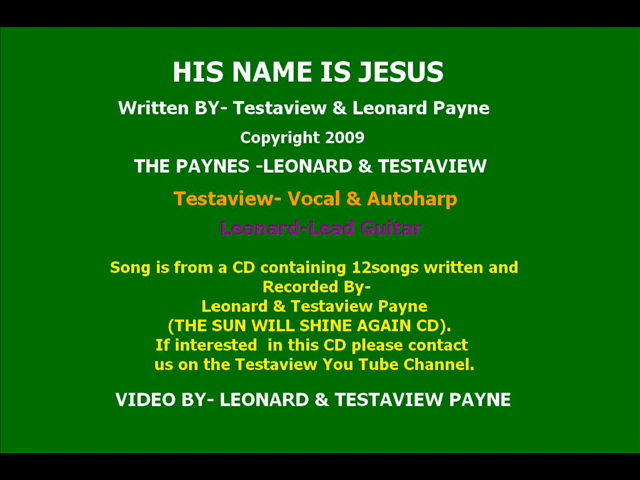 HIS NAME IS JESUS
Written BY- Testaview & Leonard Payne
Copyright 2009
THE PAYNES -LEONARD & TESTAVIEW
Testaview- Vocal & Autoharp
Leonard-Lead Guitar
Song is from a CD containing 12songs written and
Recorded By-
Leonard & Testaview Payne
(THE SUN WILL SHINE AGAIN CD).
If interested  in this CD please contact
us on the Testaview You Tube Channel.
VIDEO BY- LEONARD & TESTAVIEW PAYNE